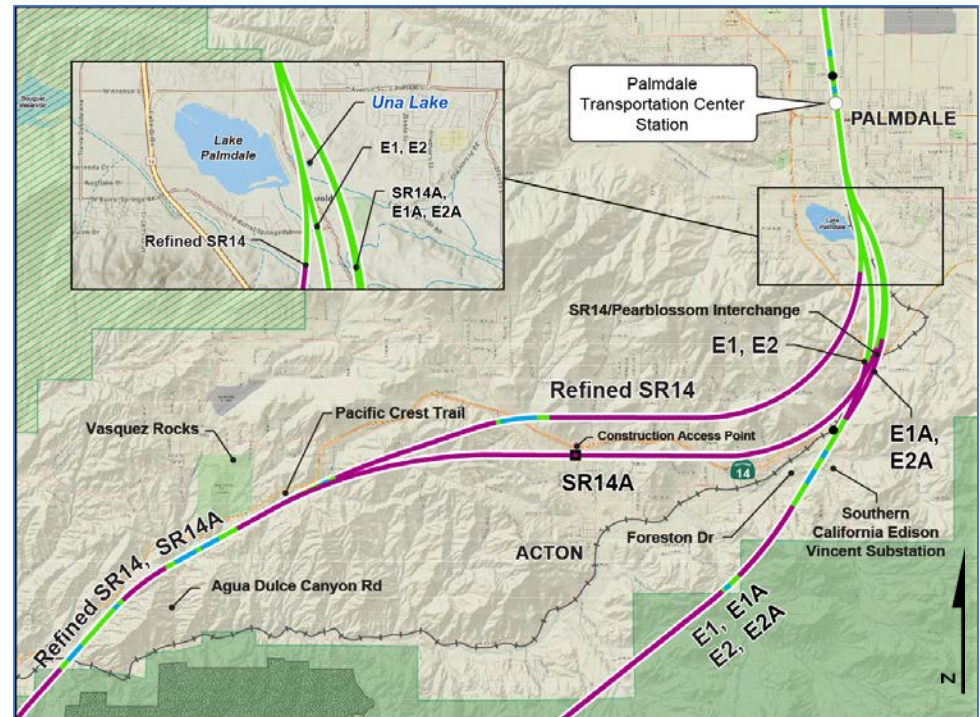 Una Lake
Lake
Palmdale
E1, E2
SR14A,
E1A, E2A
Refined SR14
Palmdale
Transportation Center
Station
PALMDALE
Lake
Palmdale
SR14/Pearblossom Interchange
E1, E2
Refined SR14
Pacific Crest Trail
Vasquez Rocks
Construction Access Point
SR14A
14
E1A,
E2A
Foreston Dr
Southern
California Edison
Vincent Substation
ACTON
Refined SR14, SR14A
Agua Dulce Canyon Rd
E1, E1A
E2, E2A
N